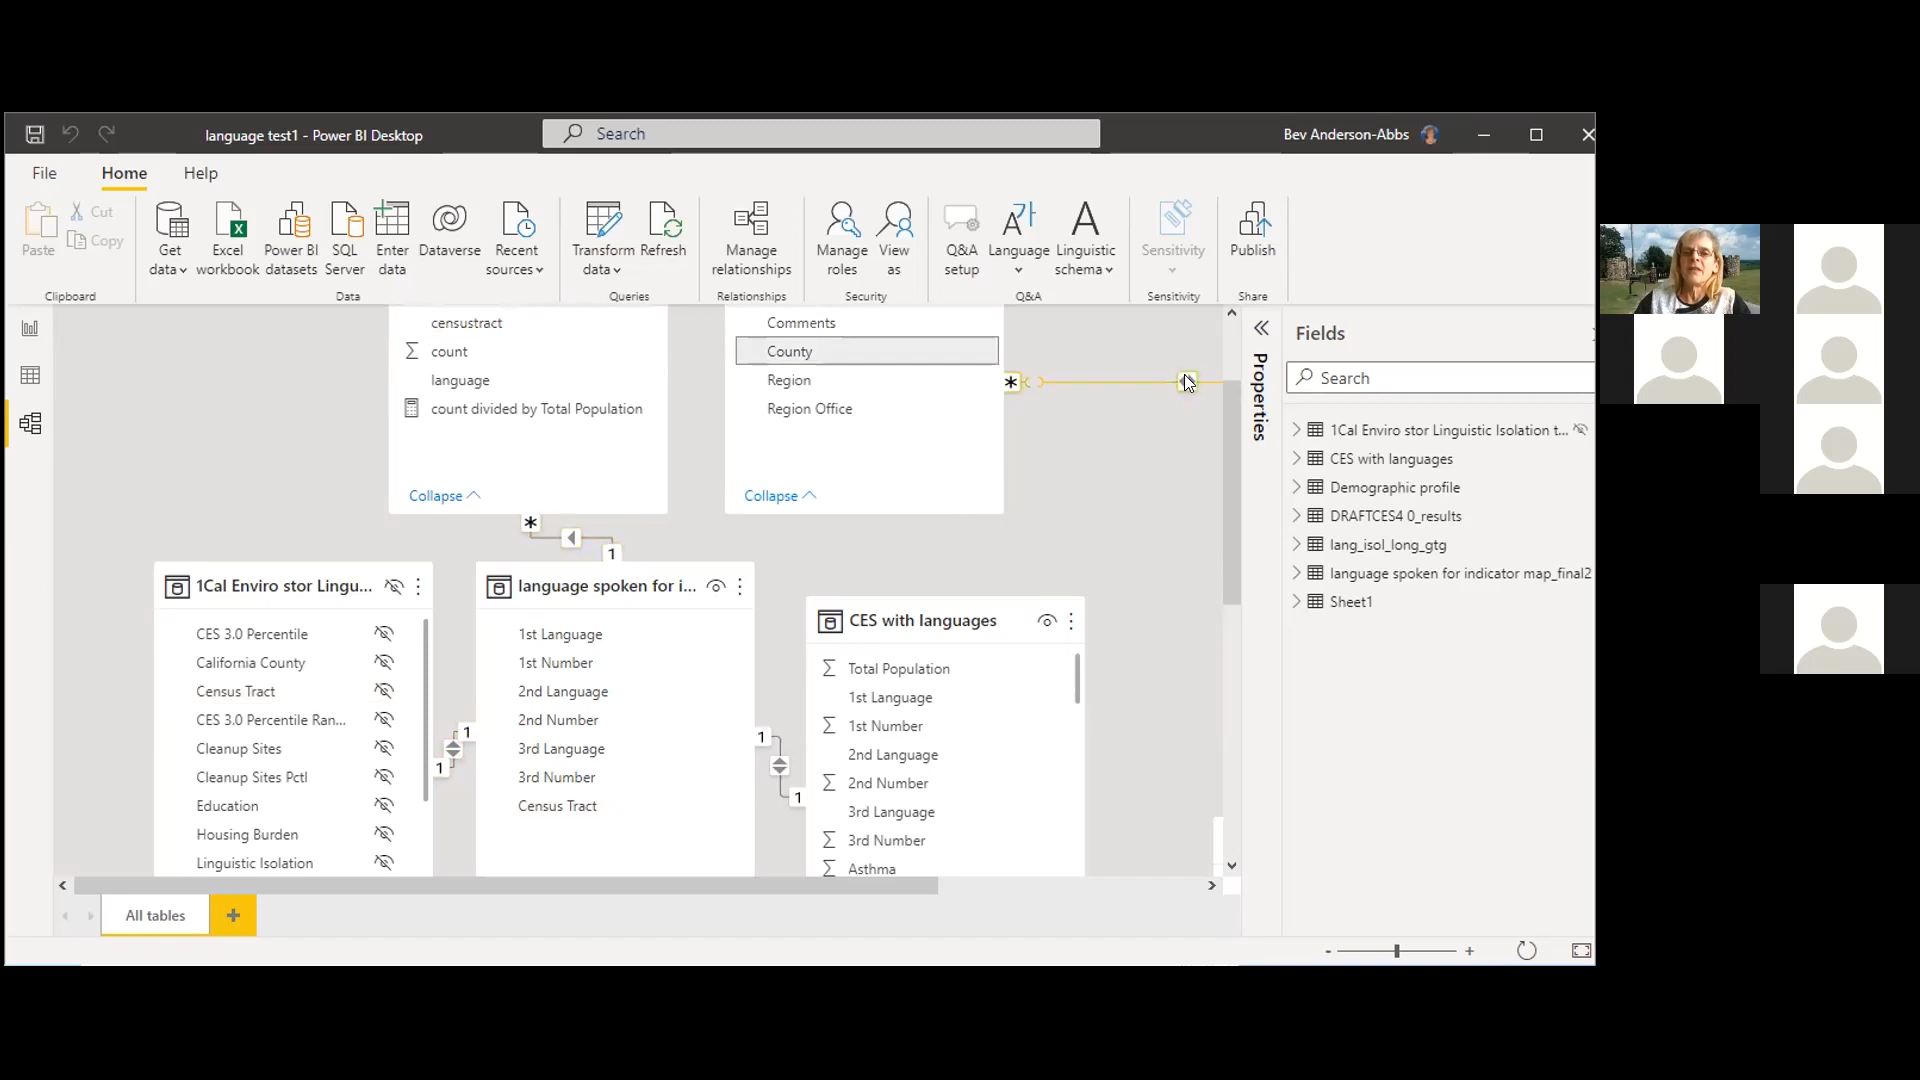 language test1 - Power BI Desktop
Search
Bev Anderson-Abbs
File
Home
Help
Paste
Cut
Copy
Clipboard
Get data
Excel workbook
Power BI datasets
SQL Server
Enter data
Dataverse
Recent sources
Data
Transform data
Refresh
Queries
Manage relationships
Relationships
Manage roles
View as
Security
Q&A setup
Language
Linguistic schema
Q&A
Sensitivity
Sensitivity
Publish
Share
censustract
count
language
count divided by Total Population
Collapse
Comments
County
Region
Region Office
Collapse
*
*
1
1Cal Enviro stor Lingu...
CES 3.0 Percentile
California County
Census Tract
CES 3.0 Percentile Ran...
Cleanup Sites
Cleanup Sites Pctl
Education
Housing Burden
Linguistic Isolation
1
1
language spoken for i...
1st Language
1st Number
2nd Language
2nd Number
3rd Language
3rd Number
Census Tract
1
1
CES with languages
Total Population
1st Language
1st Number
2nd Language
2nd Number
3rd Language
3rd Number
Asthma
Properties
Fields
Search
1Cal Enviro stor Linguistic Isolation t...
CES with languages
Demographic profile
DRAFTCES4 0_results
lang_isol_long_gtg
language spoken for indicator map_final2
Sheet1
All tables
+
- +